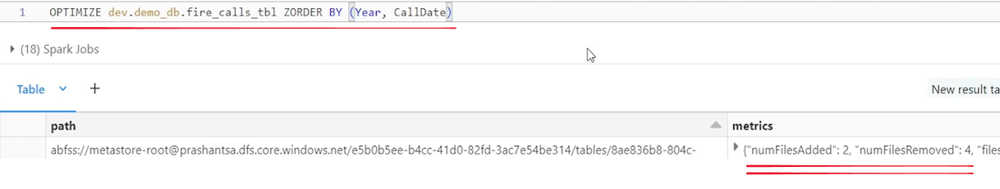 1 OPTIMIZE dev.demo_db.fire_calls_tbl ZORDER BY (Year, CallDate)
(18) Spark Jobs
Table +
New result ta
path metrics
abfss://metastore-root@prashantsa.dfs.core.windows.net/e5b0b5ee-b4cc-41d0-82fd-3ac7e54be314/tables/8ae836b8-804c- {"numFilesAdded": 2, "numFilesRemoved": 4, "files